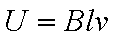 U = Blv